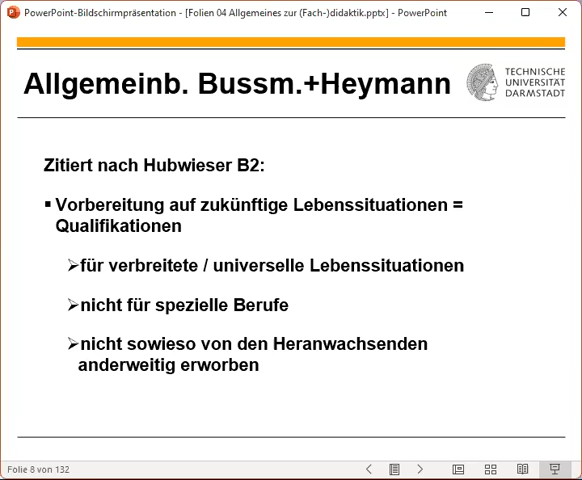 PowerPoint-Bildschirmpräsentation - [Folien 04 Allgemeines zur (Fach-)didaktik.pptx] - PowerPoint
Allgemeinb. Bussm.+Heymann
TECHNISCHE
UNIVERSITÄT
DARMSTADT
Zitiert nach Hubwieser B2:
▪ Vorbereitung auf zukünftige Lebenssituationen =
Qualifikationen
➢für verbreitete / universelle Lebenssituationen
➢nicht für spezielle Berufe
➢nicht sowieso von den Heranwachsenden
anderweitig erworben
Folie 8 von 132